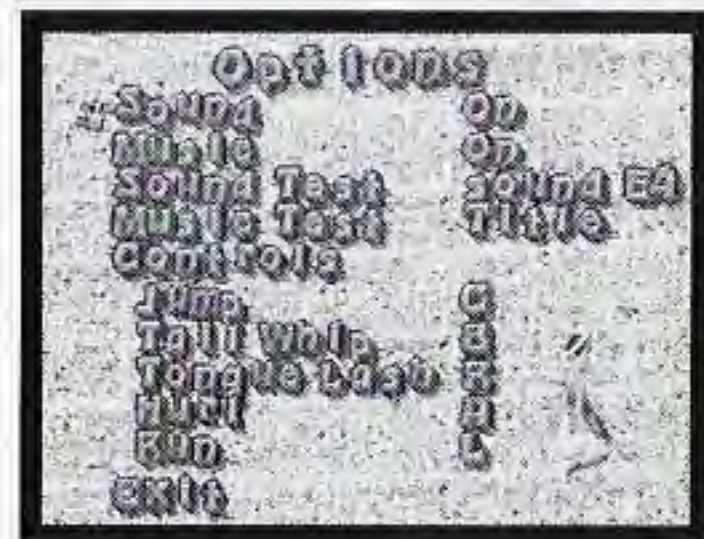 Options
Sound On
Music On
Sound Test Sound E4
Music Test Title
Controls
Jump
Tail Whip
Tongue Lash
Hurl
Run L
Exit